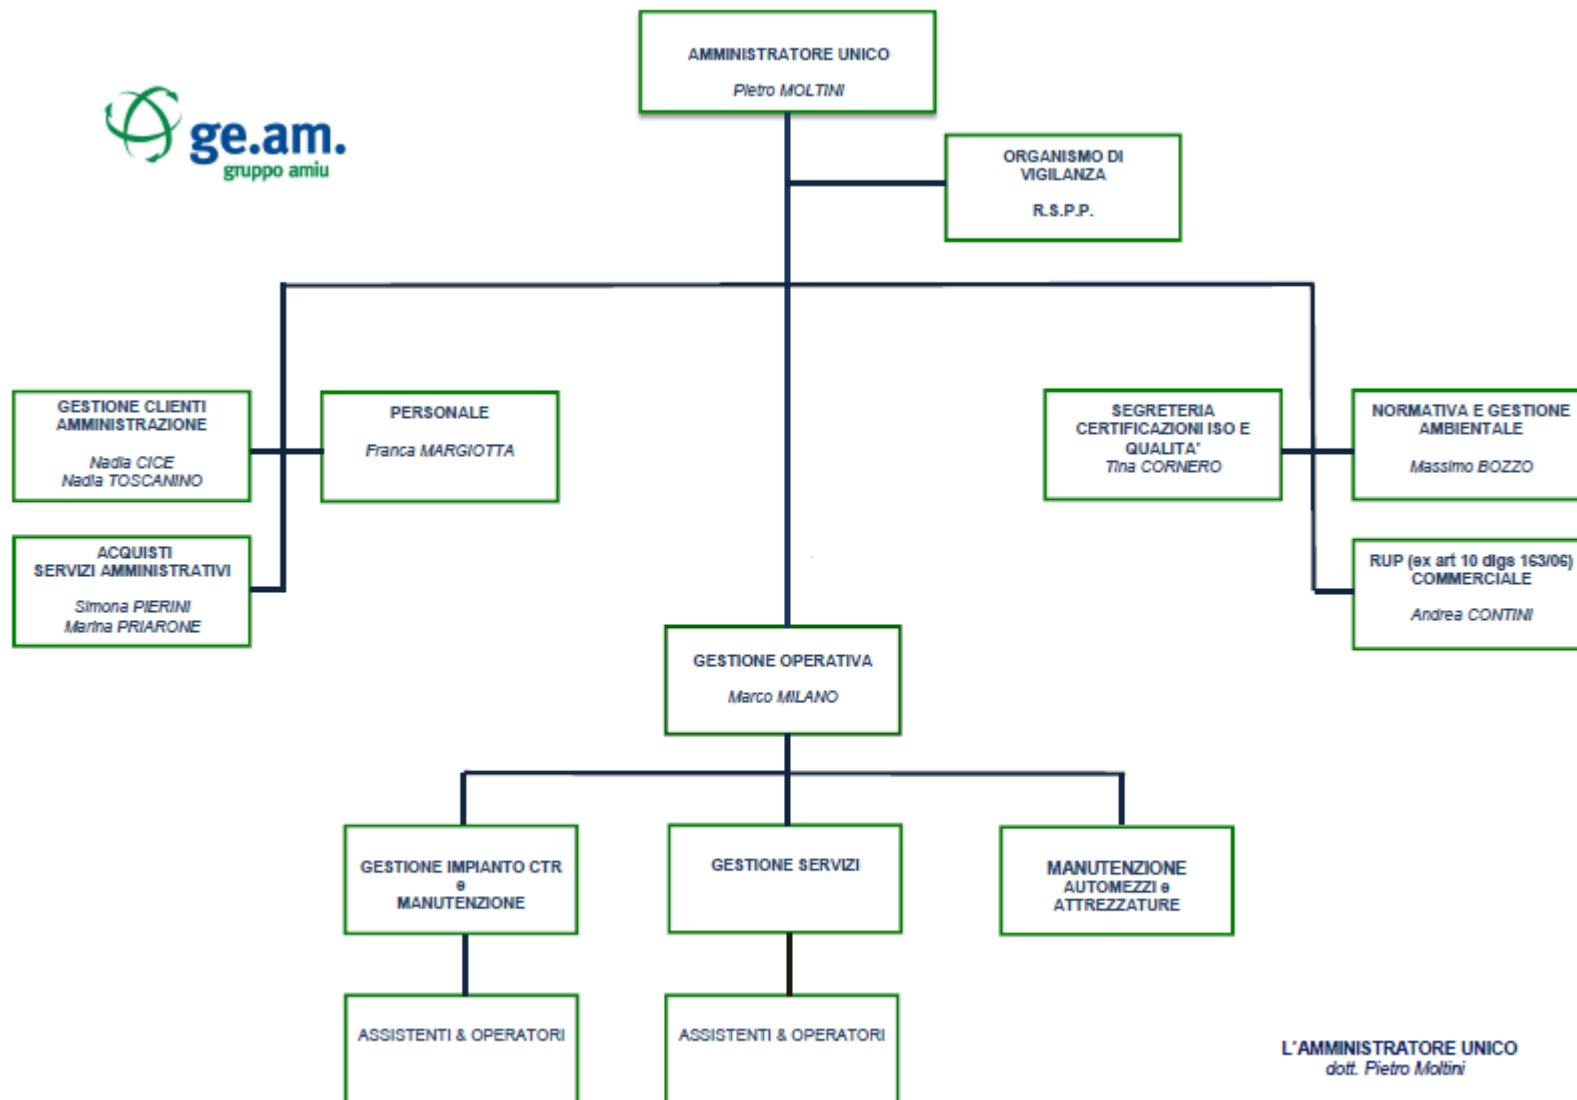 AMMINISTRATORE UNICO
Pietro MOLTINI
ge.am.
gruppo amiu
ORGANISMO DI
VIGILANZA
R.S.P.P.
GESTIONE CLIENTI
AMMINISTRAZIONE
Nadia CICE
Nadia TOSCANINO
PERSONALE
Franca MARGIOTTA
SEGRETERIA
CERTIFICAZIONI ISO E
QUALITA'
Tina CORNERO
NORMATIVA E GESTIONE
AMBIENTALE
Massimo BOZZO
ACQUISTI
SERVIZI AMMINISTRATIVI
Simona PIERINI
Marina PRIARONE
RUP (ex art 10 dlgs 163/06)
COMMERCIALE
Andrea CONTINI
GESTIONE OPERATIVA
Marco MILANO
GESTIONE IMPIANTO CTR
e
MANUTENZIONE
GESTIONE SERVIZI
MANUTENZIONE
AUTOMEZZI e
ATTREZZATURE
ASSISTENTI & OPERATORI
ASSISTENTI & OPERATORI
L'AMMINISTRATORE UNICO
dott. Pietro Moltini